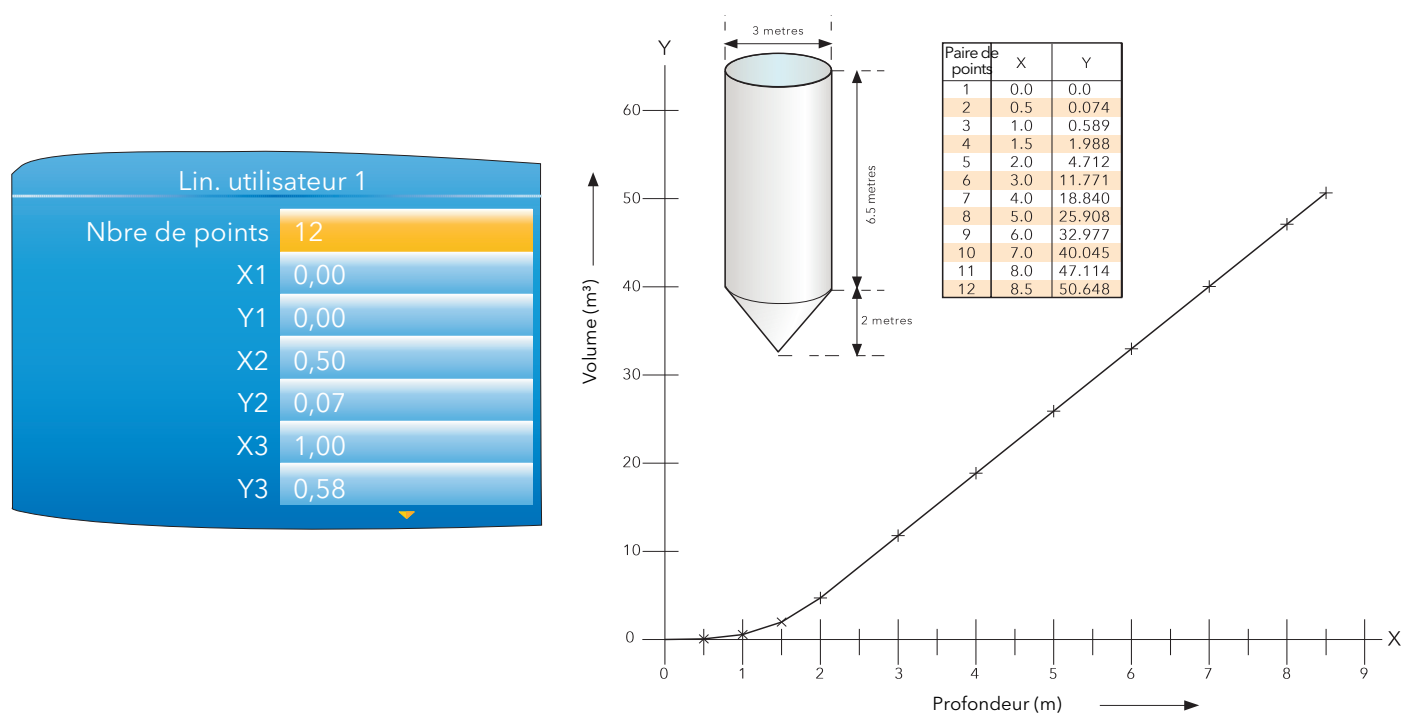 Lin. utilisateur 1
Nbre de points 12
X1 0,00
Y1 0,00
X2 0,50
Y2 0,07
X3 1,00
Y3 0,58
Y
60
50
40
30
20
10
0
Volume (m³)
3 metres
6.5 metres
2 metres
Paire de points X Y
1 0.0 0.0
2 0.5 0.074
3 1.0 0.589
4 1.5 1.988
5 2.0 4.712
6 3.0 11.771
7 4.0 18.840
8 5.0 25.908
9 6.0 32.977
10 7.0 40.045
11 8.0 47.114
12 8.5 50.648
X
0 1 2 3 4 5 6 7 8 9
Profondeur (m)